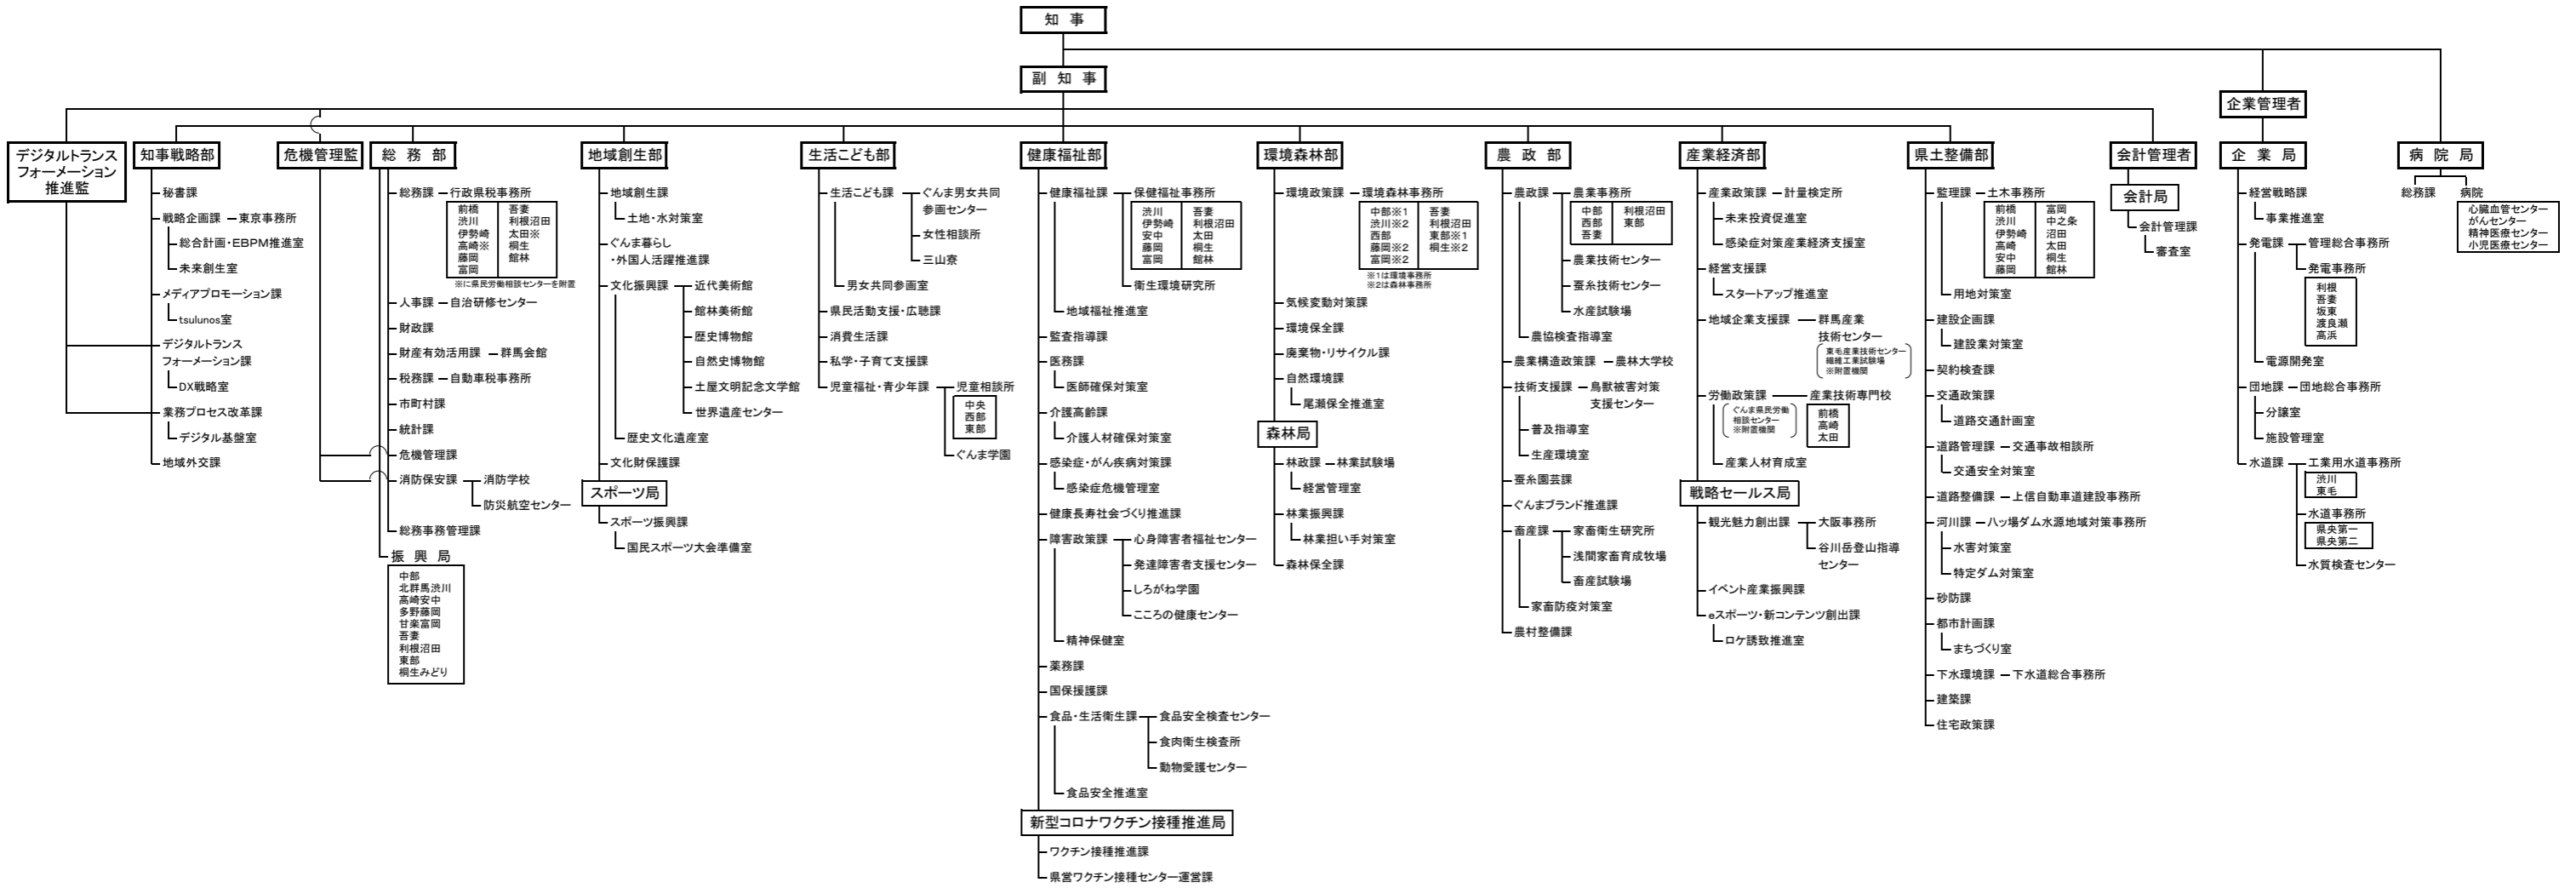 知 事
副 知 事
企業管理者
デジタルトランス
フォーメーション
推進監
知事戦略部
秘書課
戦略企画課
東京事務所
総合計画・EBPM推進室
未来創生室
メディアプロモーション課
tsulunos室
デジタルトランス
フォーメーション課
DX戦略室
業務プロセス改革課
デジタル基盤室
地域外交課
危機管理監
総 務 部
総務課
行政県税事務所
前橋
渋川
伊勢崎
高崎※
藤岡
富岡
吾妻
利根沼田
太田※
桐生
館林
※に県民労働相談センターを附置
人事課
自治研修センター
財政課
財産有効活用課
群馬会館
税務課
自動車税事務所
市町村課
統計課
危機管理課
消防保安課
消防学校
防災航空センター
総務事務管理課
振 興 局
中部
北群馬渋川
高崎安中
多野藤岡
甘楽富岡
吾妻
利根沼田
東部
桐生みどり
地域創生部
地域創生課
土地・水対策室
ぐんま暮らし
・外国人活躍推進課
文化振興課
近代美術館
館林美術館
歴史博物館
自然史博物館
土屋文明記念文学館
世界遺産センター
歴史文化遺産室
文化財保護課
スポーツ局
スポーツ振興課
国民スポーツ大会準備室
生活こども部
生活こども課
ぐんま男女共同
参画センター
女性相談所
三山寮
男女共同参画室
県民活動支援・広聴課
消費生活課
私学・子育て支援課
児童福祉・青少年課
児童相談所
中央
西部
東部
ぐんま学園
健康福祉部
健康福祉課
保健福祉事務所
渋川
伊勢崎
安中
藤岡
富岡
吾妻
利根沼田
太田
桐生
館林
衛生環境研究所
地域福祉推進室
監査指導課
医務課
医師確保対策室
介護高齢課
介護人材確保対策室
感染症・がん疾病対策課
感染症危機管理室
健康長寿社会づくり推進課
障害政策課
心身障害者福祉センター
発達障害者支援センター
しろがね学園
こころの健康センター
精神保健室
薬務課
国保援護課
食品・生活衛生課
食品安全検査センター
食肉衛生検査所
動物愛護センター
食品安全推進室
新型コロナワクチン接種推進局
ワクチン接種推進課
県営ワクチン接種センター運営課
環境森林部
環境政策課
環境森林事務所
中部※1
渋川※2
西部
藤岡※2
富岡※2
吾妻
利根沼田
東部※1
桐生※2
※1は環境事務所
※2は森林事務所
気候変動対策課
環境保全課
廃棄物・リサイクル課
自然環境課
尾瀬保全推進室
森林局
林政課
林業試験場
経営管理室
林業振興課
林業担い手対策室
森林保全課
農 政 部
農政課
農業事務所
中部
西部
吾妻
利根沼田
東部
農業技術センター
蚕糸技術センター
水産試験場
農協検査指導室
農業構造政策課
農林大学校
技術支援課
鳥獣被害対策
支援センター
普及指導室
生産環境室
蚕糸園芸課
ぐんまブランド推進課
畜産課
家畜衛生研究所
浅間家畜育成牧場
畜産試験場
家畜防疫対策室
農村整備課
産業経済部
産業政策課
計量検定所
未来投資促進室
感染症対策産業経済支援室
経営支援課
スタートアップ推進室
地域企業支援課
群馬産業
技術センター
東毛産業技術センター
繊維工業試験場
※附置機関
労働政策課
産業技術専門校
ぐんま県民労働
相談センター
※附置機関
前橋
高崎
太田
産業人材育成室
戦略セールス局
観光魅力創出課
大阪事務所
谷川岳登山指導
センター
イベント産業振興課
eスポーツ・新コンテンツ創出課
ロケ誘致推進室
県土整備部
監理課
土木事務所
前橋
渋川
伊勢崎
高崎
安中
藤岡
富岡
中之条
沼田
太田
桐生
館林
用地対策室
建設企画課
建設業対策室
契約検査課
交通政策課
道路交通計画室
道路管理課
交通事故相談所
交通安全対策室
道路整備課
上信自動車道建設事務所
河川課
八ッ場ダム水源地域対策事務所
水害対策室
特定ダム対策室
砂防課
都市計画課
まちづくり室
下水環境課
下水道総合事務所
建築課
住宅政策課
会計管理者
会計局
会計管理課
審査室
企 業 局
経営戦略課
事業推進室
発電課
管理総合事務所
発電事務所
利根
吾妻
坂東
渡良瀬
高浜
電源開発室
団地課
団地総合事務所
分譲室
施設管理室
水道課
工業用水道事務所
渋川
東毛
水道事務所
県央第一
県央第二
水質検査センター
病 院 局
総務課
病院
心臓血管センター
がんセンター
精神医療センター
小児医療センター